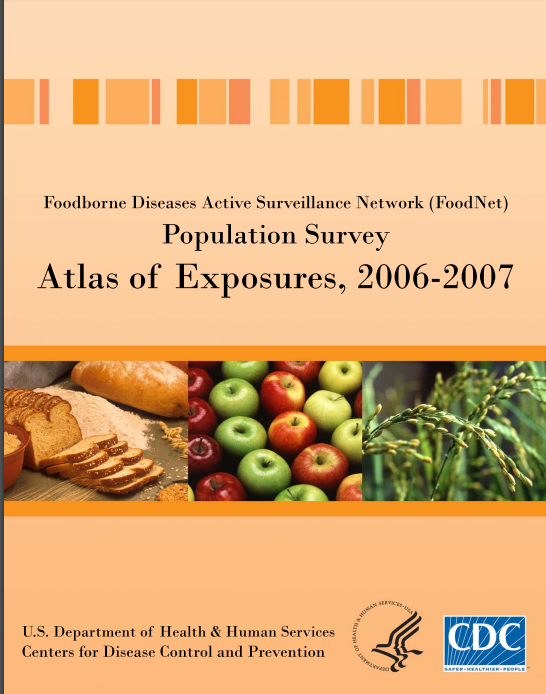 Foodborne Diseases Active Surveillance Network (FoodNet)
Population Survey
Atlas of Exposures, 2006-2007
U.S. Department of Health & Human Services
Centers for Disease Control and Prevention
DEPARTMENT OF HEALTH & HUMAN SERVICES • USA
CDC
SAFER • HEALTHIER • PEOPLE™